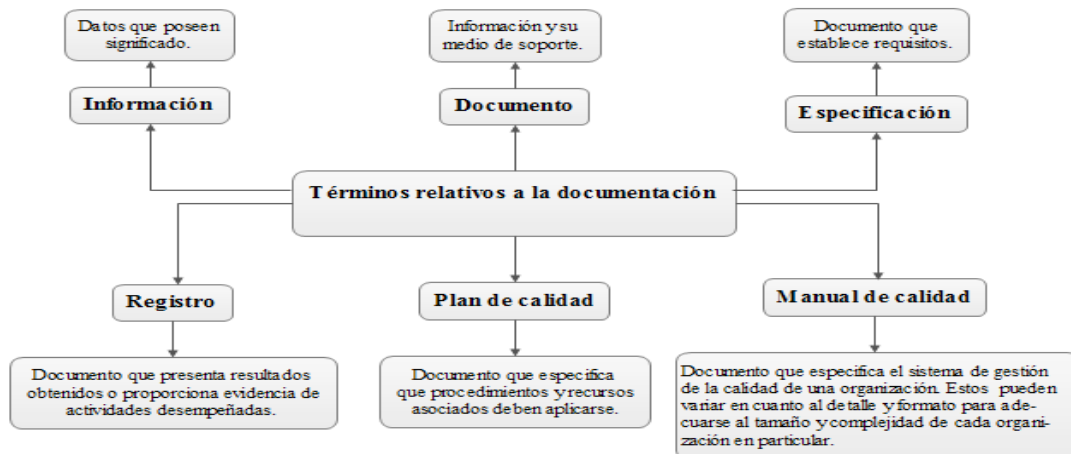 Datos que poseen
significado.
Información y su
medio de soporte.
Documento que
establece requisitos.
Información
Documento
Especificación
Términos relativos a la documentación
Registro
Plan de calidad
Manual de calidad
Documento que presenta resultados
obtenidos o proporciona evidencia
de actividades desempeñadas.
Documento que especifica
que procedimientos y recursos
asociados deben aplicarse.
Documento que especifica el sistema de gestión
de la calidad de una organización. Estos pueden
variar en cuanto al detalle y formato para ade-
cuarse al tamaño y complejidad de cada organi-
zación en particular.